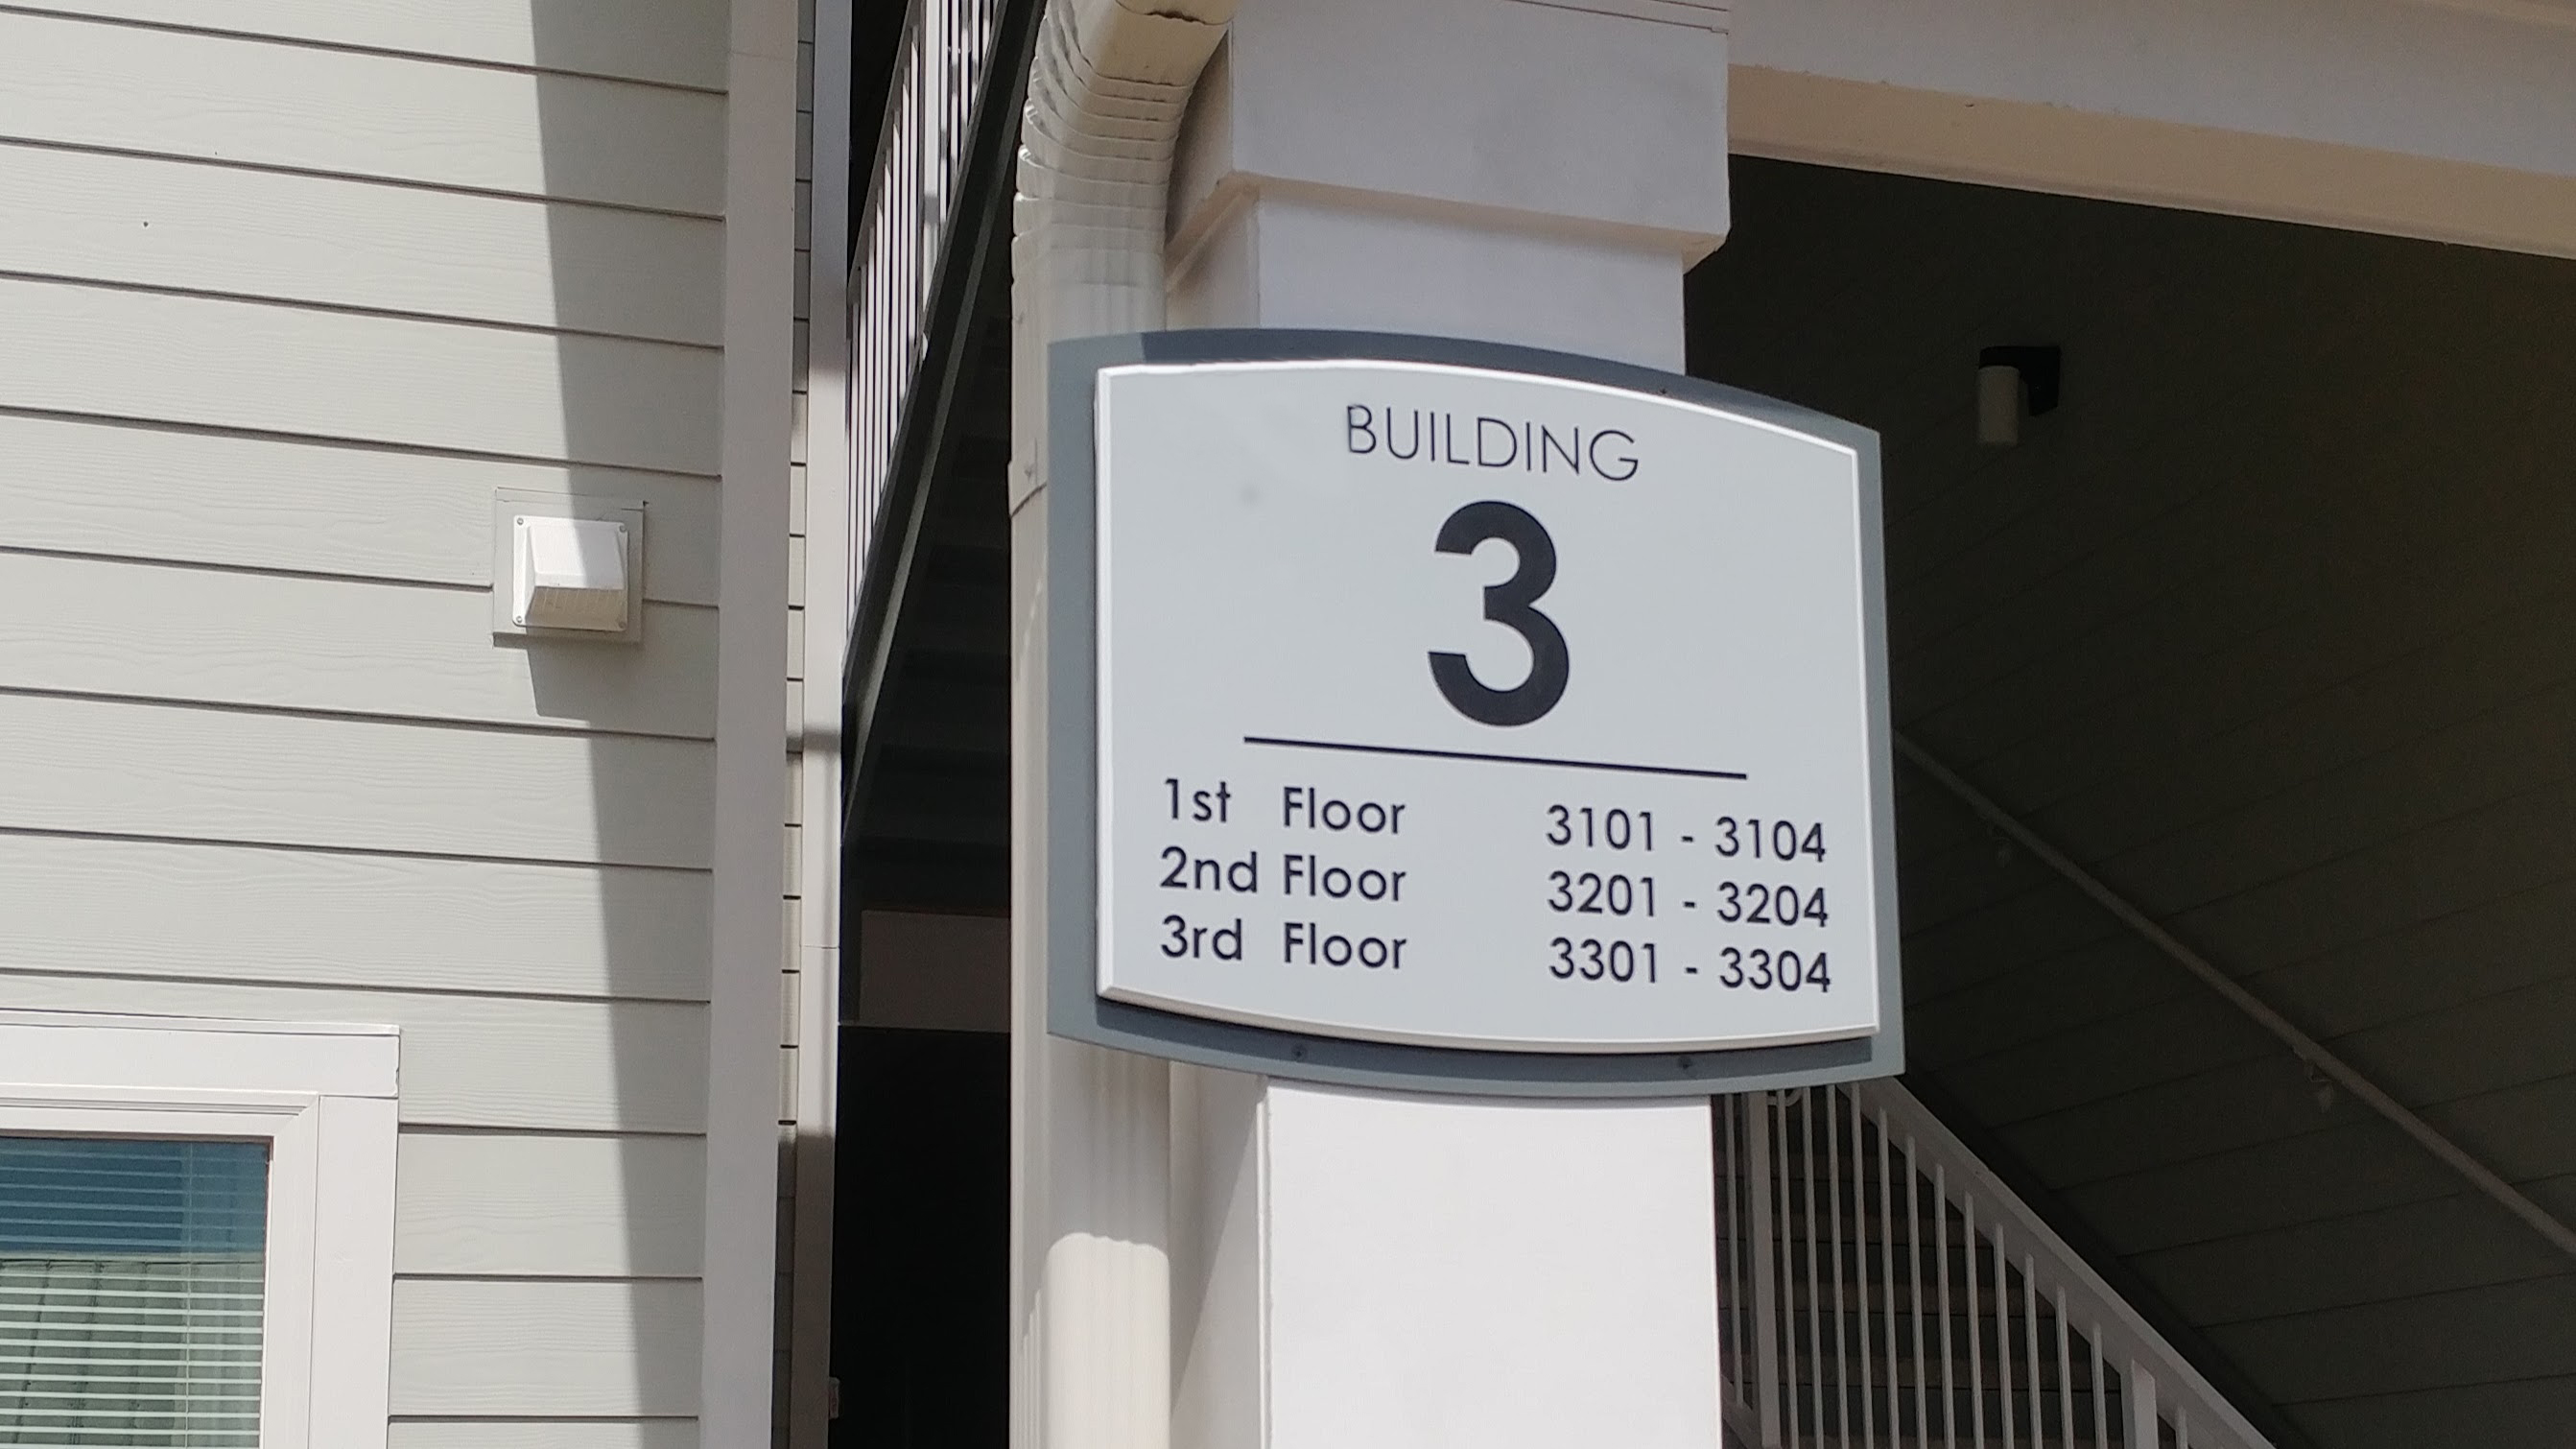 BUILDING
3
1st Floor 3101 - 3104
2nd Floor 3201 - 3204
3rd Floor 3301 - 3304